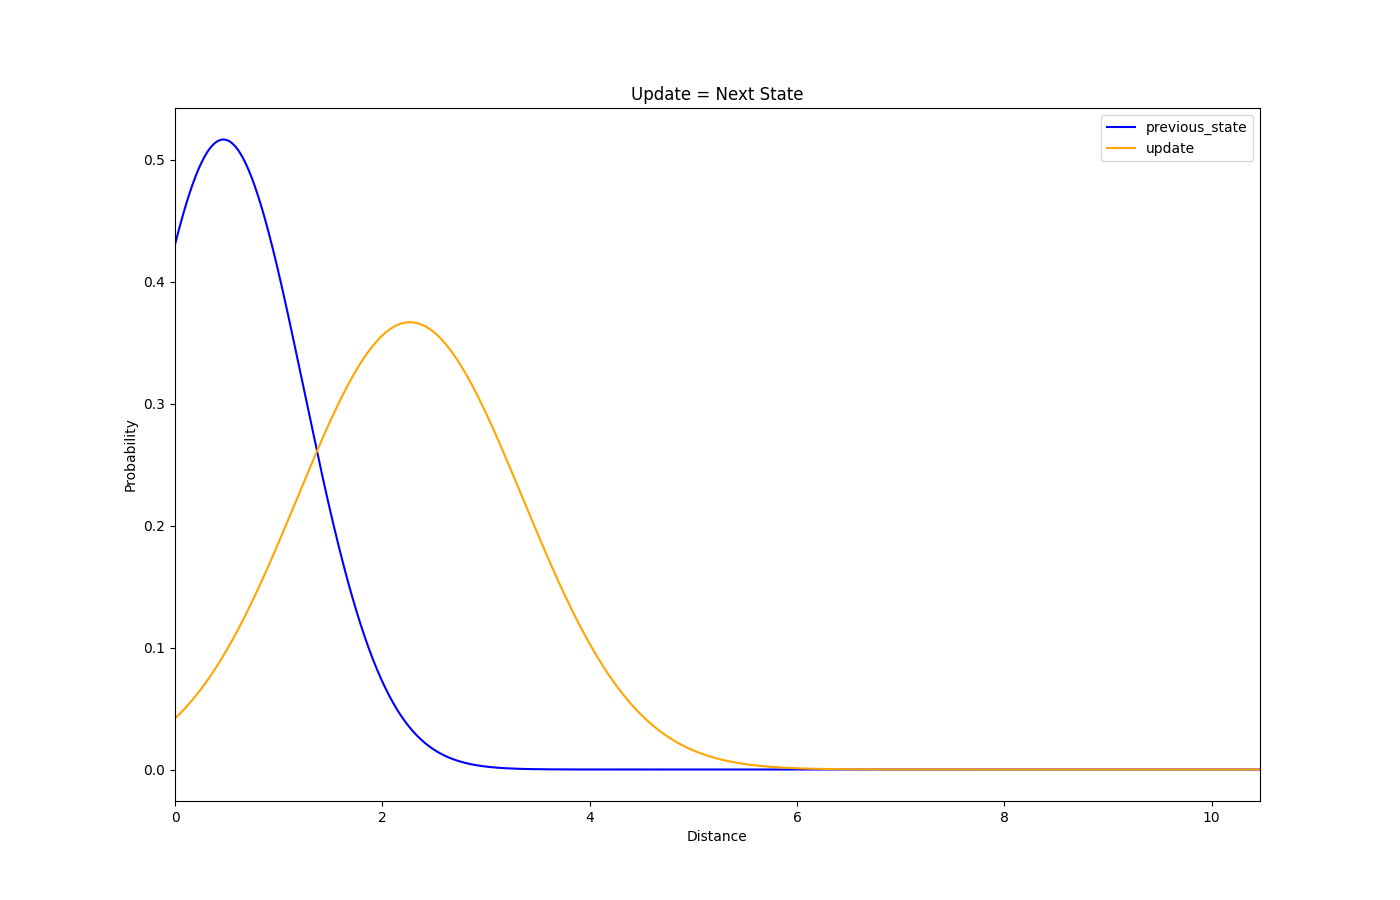 Update = Next State
previous_state
update
0.5
0.4
0.3
0.2
0.1
0.0
Probability
0 2 4 6 8 10
Distance